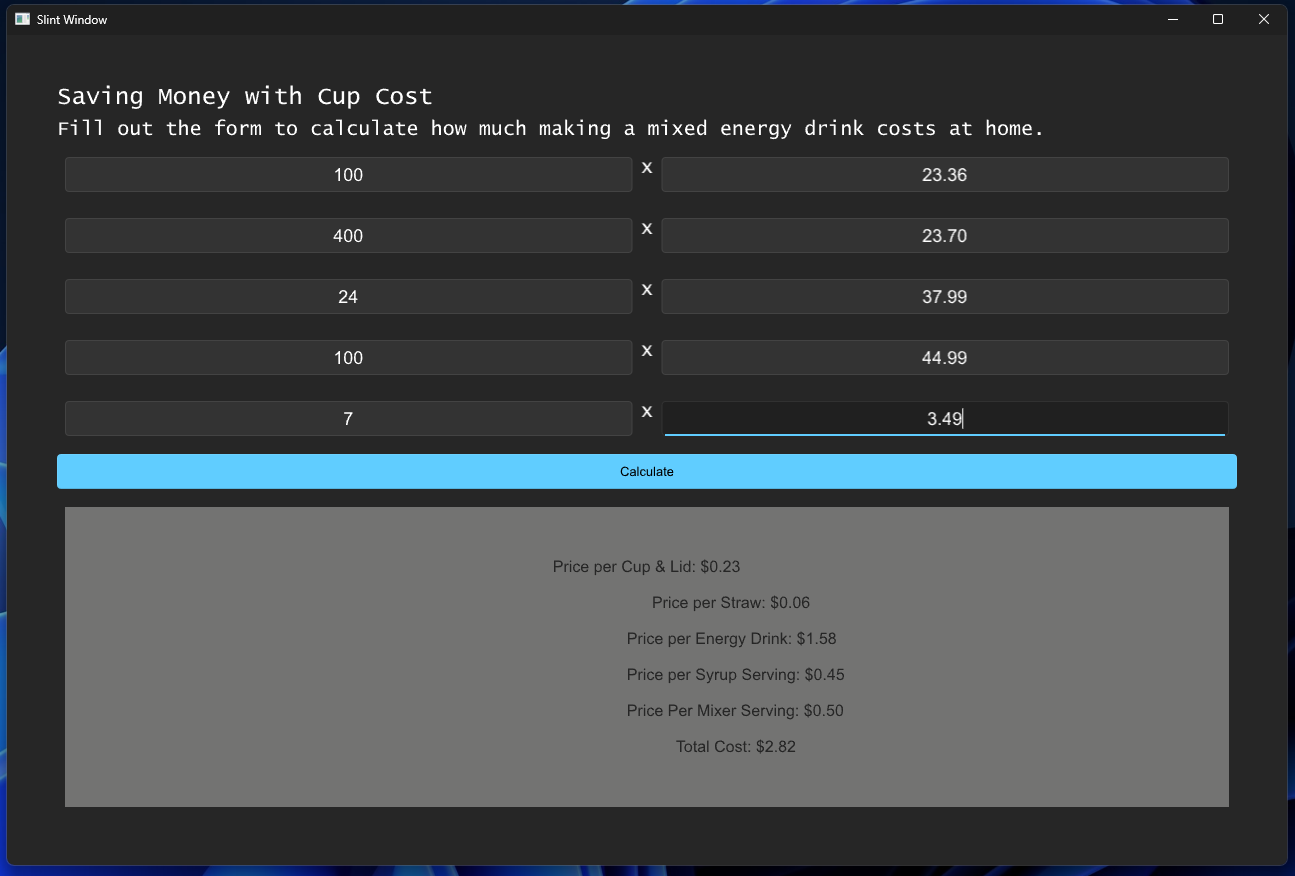 Slint Window
Saving Money with Cup Cost
Fill out the form to calculate how much making a mixed energy drink costs at home.
100 x 23.36
400 x 23.70
24 x 37.99
100 x 44.99
7 x 3.49
Calculate
Price per Cup & Lid: $0.23
Price per Straw: $0.06
Price per Energy Drink: $1.58
Price per Syrup Serving: $0.45
Price Per Mixer Serving: $0.50
Total Cost: $2.82